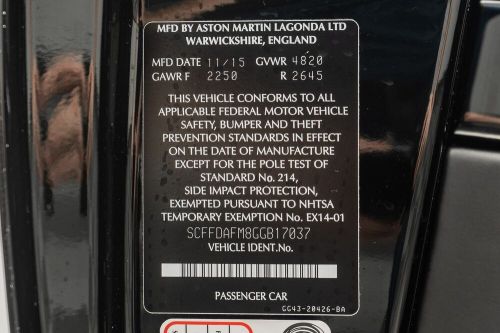 MFD BY ASTON MARTIN LAGONDA LTD
WARWICKSHIRE, ENGLAND
MFD DATE 11/15 GVWR 4820
GAWR F 2250 R 2645
THIS VEHICLE CONFORMS TO ALL
APPLICABLE FEDERAL MOTOR VEHICLE
SAFETY, BUMPER AND THEFT
PREVENTION STANDARDS IN EFFECT
ON THE DATE OF MANUFACTURE
EXCEPT FOR THE POLE TEST OF
STANDARD No. 214,
SIDE IMPACT PROTECTION,
EXEMPTED PURSUANT TO NHTSA
TEMPORARY EXEMPTION No. EX14-01
SCFFDAFM8GGB17037
VEHICLE IDENT.No.
PASSENGER CAR
GG43-20426-BA